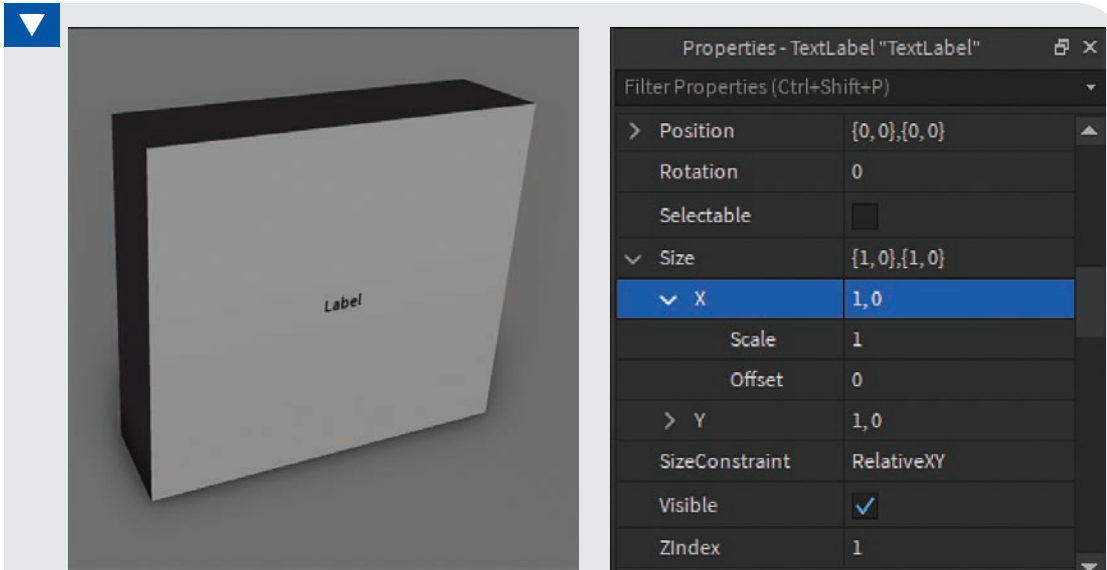 Label
Properties - TextLabel "TextLabel"
Filter Properties (Ctrl+Shift+P)
Position {0, 0},{0, 0}
Rotation 0
Selectable
Size {1, 0},{1, 0}
X 1, 0
Scale 1
Offset 0
Y 1, 0
SizeConstraint RelativeXY
Visible
ZIndex 1